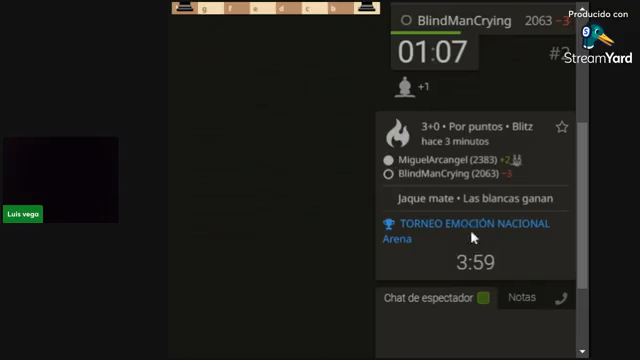 Producido con
StreamYard
g f e d c b
BlindManCrying 2063 −3
01:07
+1
3+0 • Por puntos • Blitz
hace 3 minutos
MiguelArcangel (2383) +2
BlindManCrying (2063) −3
Jaque mate • Las blancas ganan
TORNEO EMOCIÓN NACIONAL
Arena
3:59
Chat de espectador
Notas
Luis vega